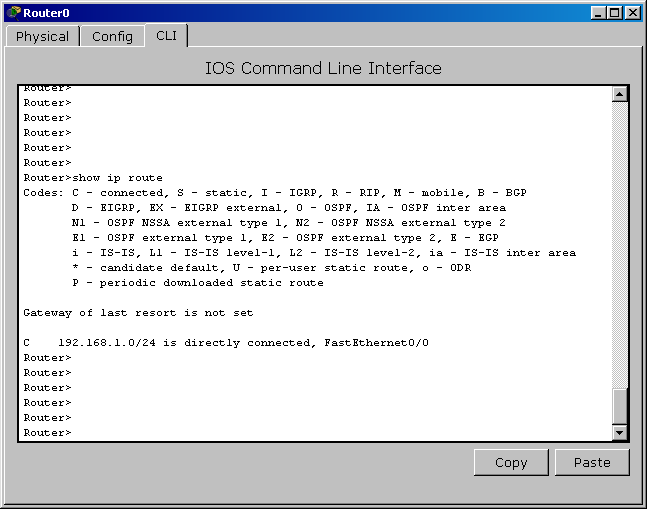 Router0
Physical Config CLI
IOS Command Line Interface
Router>
Router>
Router>
Router>
Router>
Router>
Router>show ip route
Codes: C - connected, S - static, I - IGRP, R - RIP, M - mobile, B - BGP
D - EIGRP, EX - EIGRP external, O - OSPF, IA - OSPF inter area
N1 - OSPF NSSA external type 1, N2 - OSPF NSSA external type 2
E1 - OSPF external type 1, E2 - OSPF external type 2, E - EGP
i - IS-IS, L1 - IS-IS level-1, L2 - IS-IS level-2, ia - IS-IS inter area
* - candidate default, U - per-user static route, o - ODR
P - periodic downloaded static route
Gateway of last resort is not set
C 192.168.1.0/24 is directly connected, FastEthernet0/0
Router>
Router>
Router>
Router>
Router>
Router>
Copy Paste